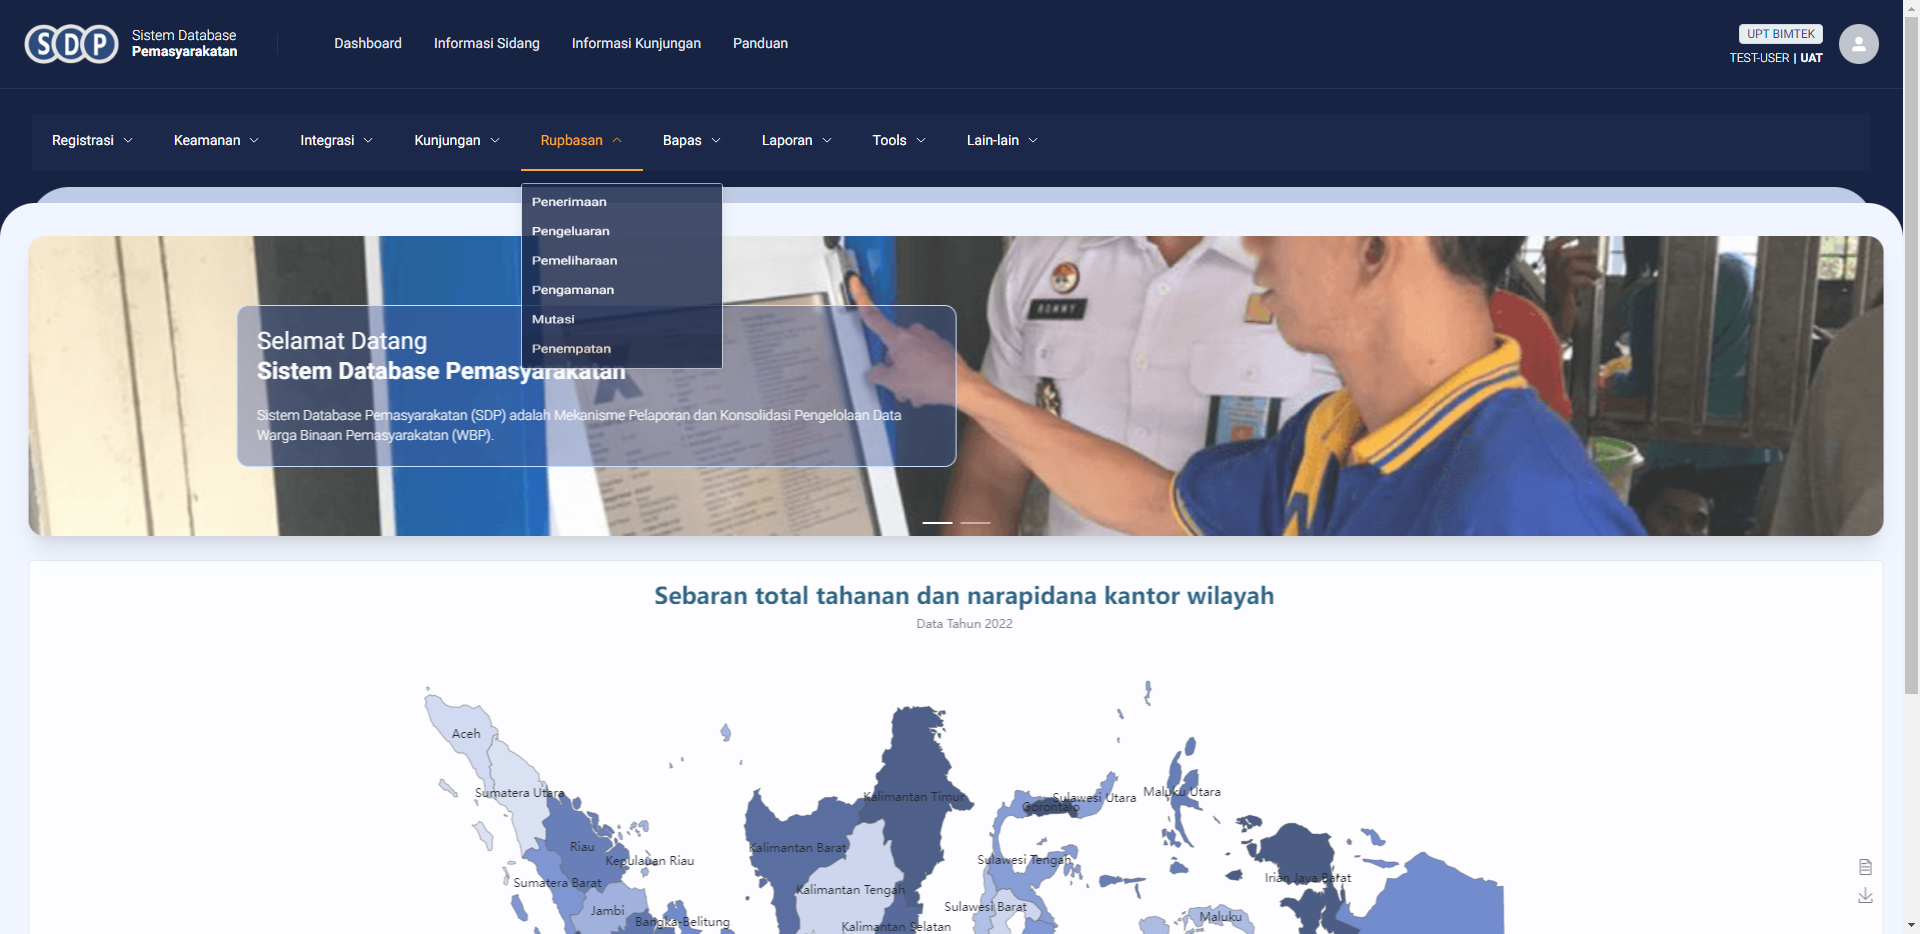 SDP
Sistem Database
Pemasyarakatan
Dashboard
Informasi Sidang
Informasi Kunjungan
Panduan
UPT BIMTEK
TEST-USER | UAT
Registrasi
Keamanan
Integrasi
Kunjungan
Rupbasan
Bapas
Laporan
Tools
Lain-lain
Penerimaan
Pengeluaran
Pemeliharaan
Pengamanan
Mutasi
Penempatan
RONNY
Selamat Datang
Sistem Database Pemasyarakatan
Sistem Database Pemasyarakatan (SDP) adalah Mekanisme Pelaporan dan Konsolidasi Pengelolaan Data
Warga Binaan Pemasyarakatan (WBP).
Sebaran total tahanan dan narapidana kantor wilayah
Data Tahun 2022
Aceh
Sumatera Utara
Kalimantan Timur
Gorontalo
Sulawesi Utara
Maluku Utara
Riau
Kepulauan Riau
Kalimantan Barat
Sulawesi Tengah
Irian Jaya Barat
Sumatera Barat
Kalimantan Tengah
Jambi
Sulawesi Barat
Bangka-Belitung
Kalimantan Selatan
Maluku